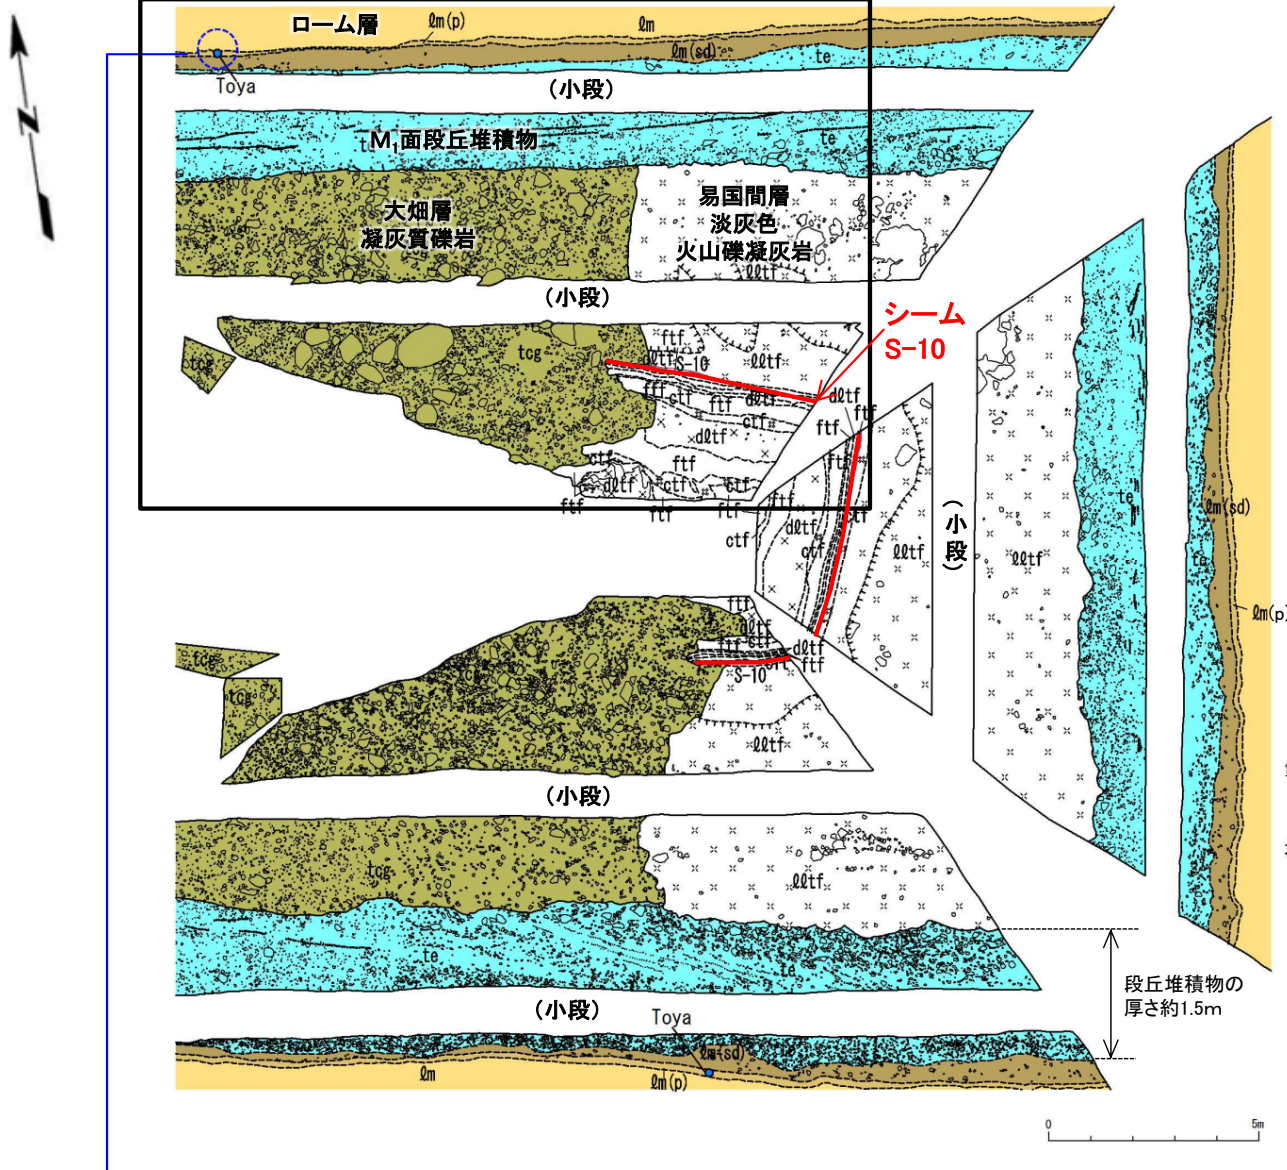 N
ローム層
ℓm(p)
ℓm
ℓm(sd)
te
Toya
(小段)
M₁面段丘堆積物
te
大畑層
凝灰質礫岩
易国間層
淡灰色
火山礫凝灰岩
ℓℓtf
(小段)
シーム
S-10
tcg
tcg
ftf
dℓtf
S-10
ℓℓtf
ftf
dℓtf
ftf
ctf
dℓtf
ctf
ftf
dℓtf
ctf
ctf
ftf
ftf
ftf
dℓtf
ftf
ftf
ftf
ftf
dℓtf
ctf
ctf
ctf
ℓℓtf
(小段)
ℓℓtf
te
te
ℓm(sd)
ℓm(p)
ftf
dℓtf
ftf
ctf
dℓtf
ftf
ctf
S-10
ℓℓtf
tcg
tcg
(小段)
tcg
ℓℓtf
te
te
(小段)
段丘堆積物の
厚さ約1.5m
Toya
ℓm(sd)
ℓm
ℓm(p)
0 5m